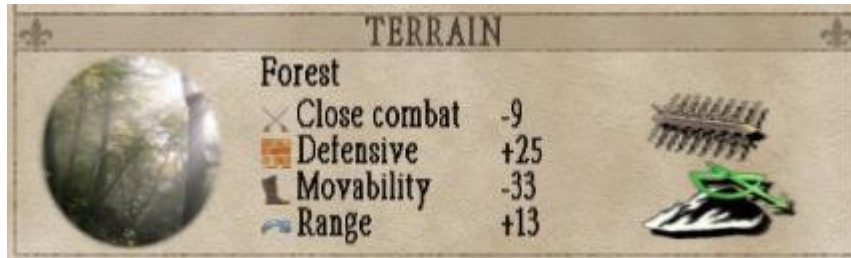 TERRAIN
Forest
Close combat -9
Defensive +25
Movability -33
Range +13